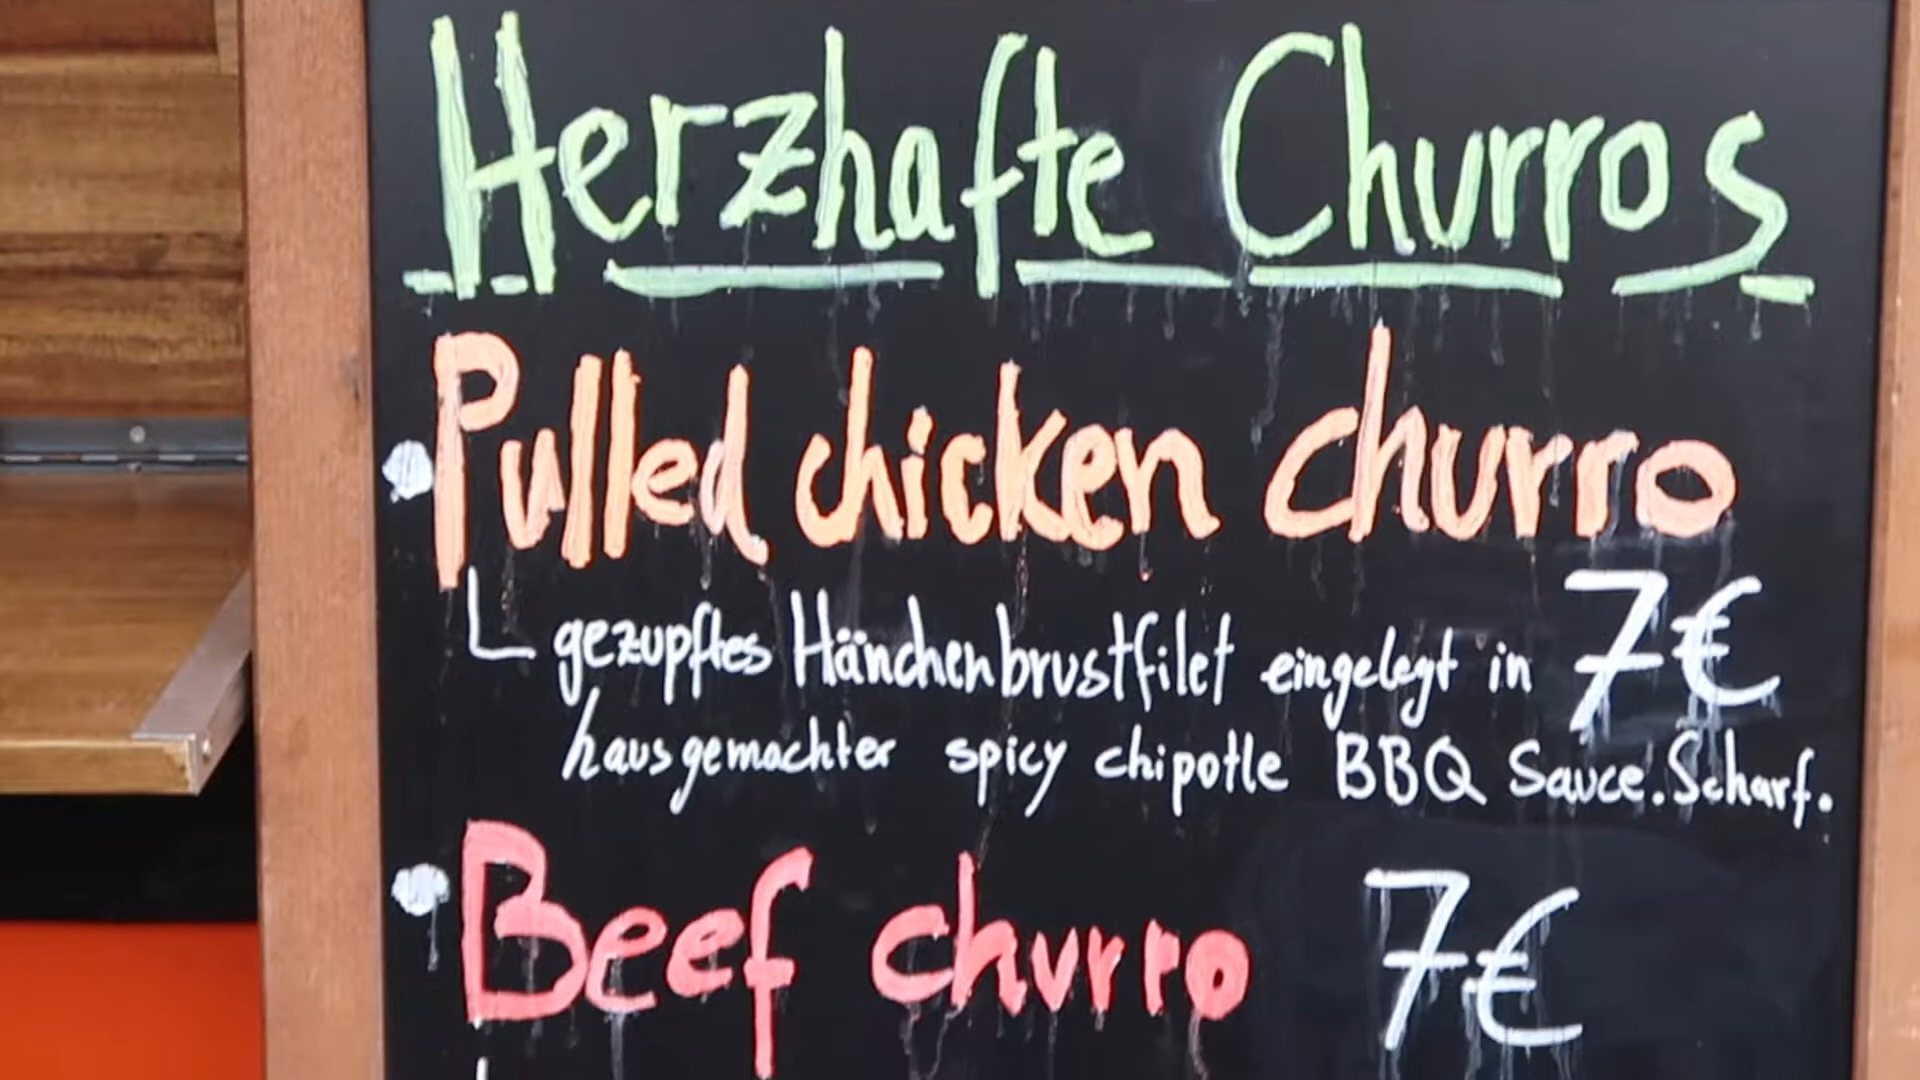 Herzhafte Churros
Pulled chicken churro
gezupftes Hänchenbrustfilet eingelegt in 7€
hausgemachter spicy chipotle BBQ Sauce. Scharf.
Beef churro 7€